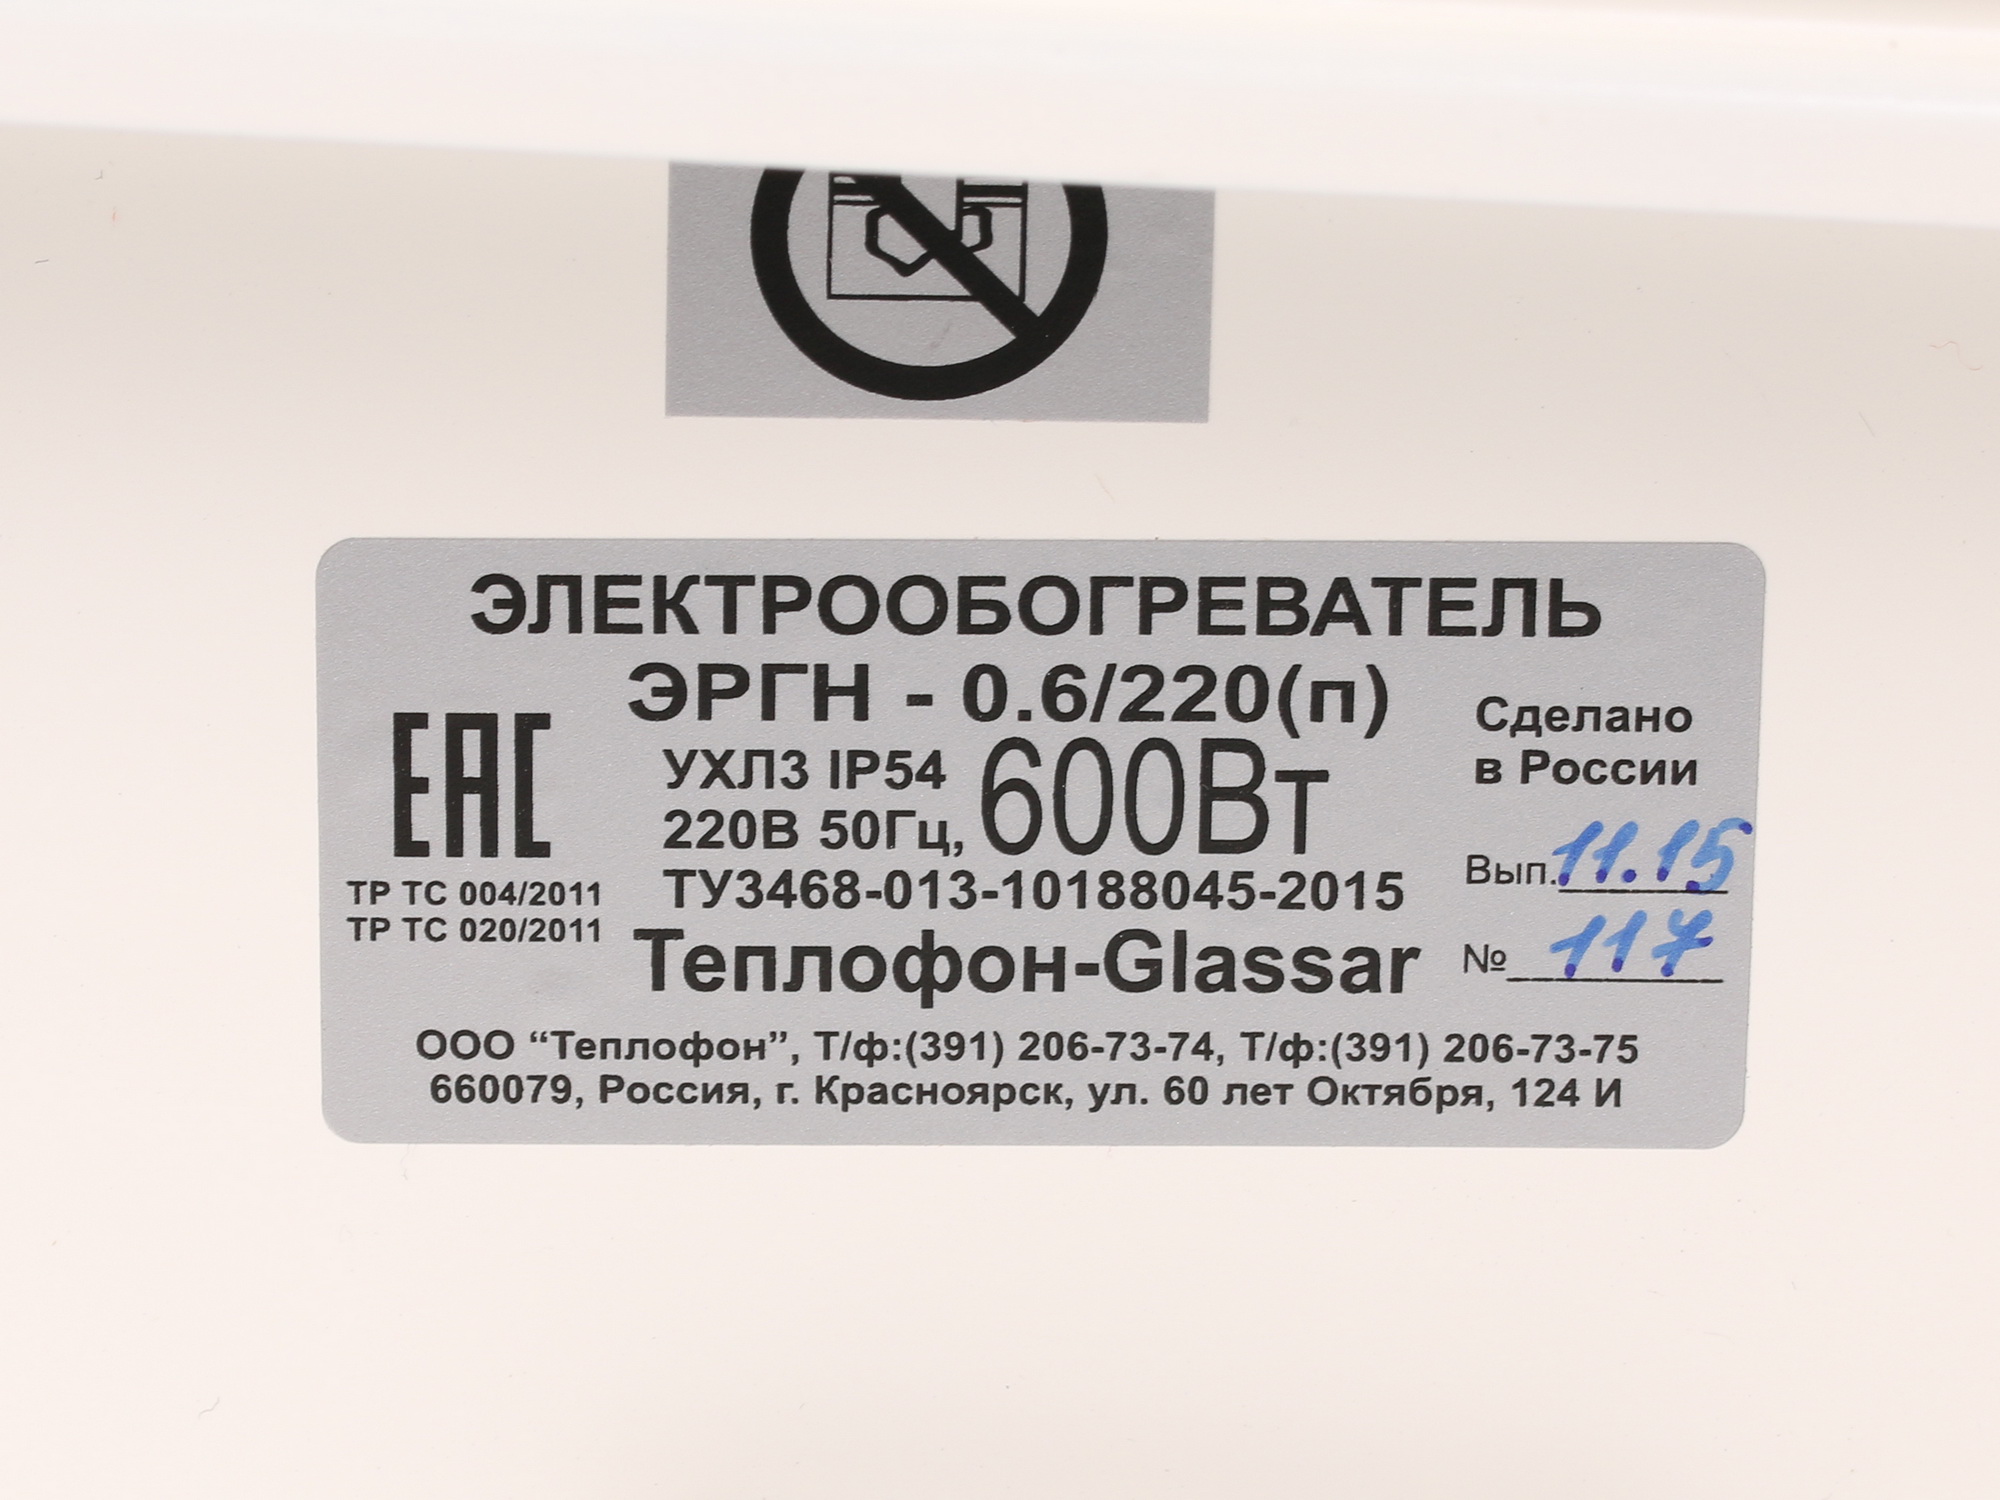 ЭЛЕКТРООБОГРЕВАТЕЛЬ
ЭРГН - 0.6/220(п)
УХЛ3 IP54
220В 50Гц, 600Вт
ТУ3468-013-10188045-2015
Теплофон-Glassar
ЕАС
ТР ТС 004/2011
ТР ТС 020/2011
Сделано
в России
Вып. 11.15
№ 117
ООО “Теплофон”, Т/ф:(391) 206-73-74, Т/ф:(391) 206-73-75
660079, Россия, г. Красноярск, ул. 60 лет Октября, 124 И